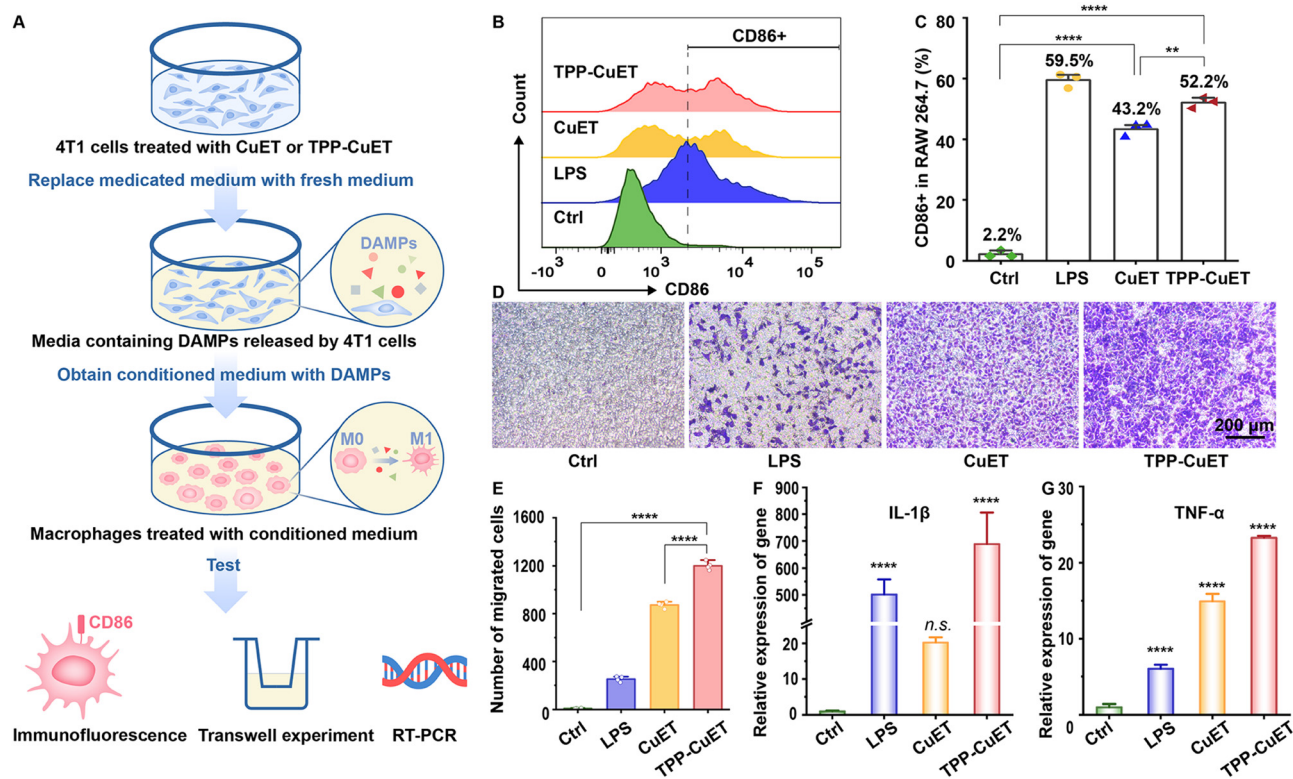 A
4T1 cells treated with CuET or TPP-CuET
Replace medicated medium with fresh medium
DAMPs
Media containing DAMPs released by 4T1 cells
Obtain conditioned medium with DAMPs
M0 M1
Macrophages treated with conditioned medium
Test
CD86
Immunofluorescence Transwell experiment RT-PCR
B
Count
CD86+
TPP-CuET
CuET
LPS
Ctrl
-10³ 0 10³ 10⁴ 10⁵
CD86
C
CD86+ in RAW 264.7 (%)
80
60
40
20
0
****
****
**
2.2%
59.5%
43.2%
52.2%
Ctrl LPS CuET TPP-CuET
D
200 μm
Ctrl LPS CuET TPP-CuET
E
Number of migrated cells
1600
1200
800
400
0
****
****
Ctrl LPS CuET TPP-CuET
F
IL-1β
Relative expression of gene
900
800
700
600
500
20
10
0
****
n.s.
****
Ctrl LPS CuET TPP-CuET
G
TNF-α
Relative expression of gene
30
20
10
0
****
****
****
Ctrl LPS CuET TPP-CuET